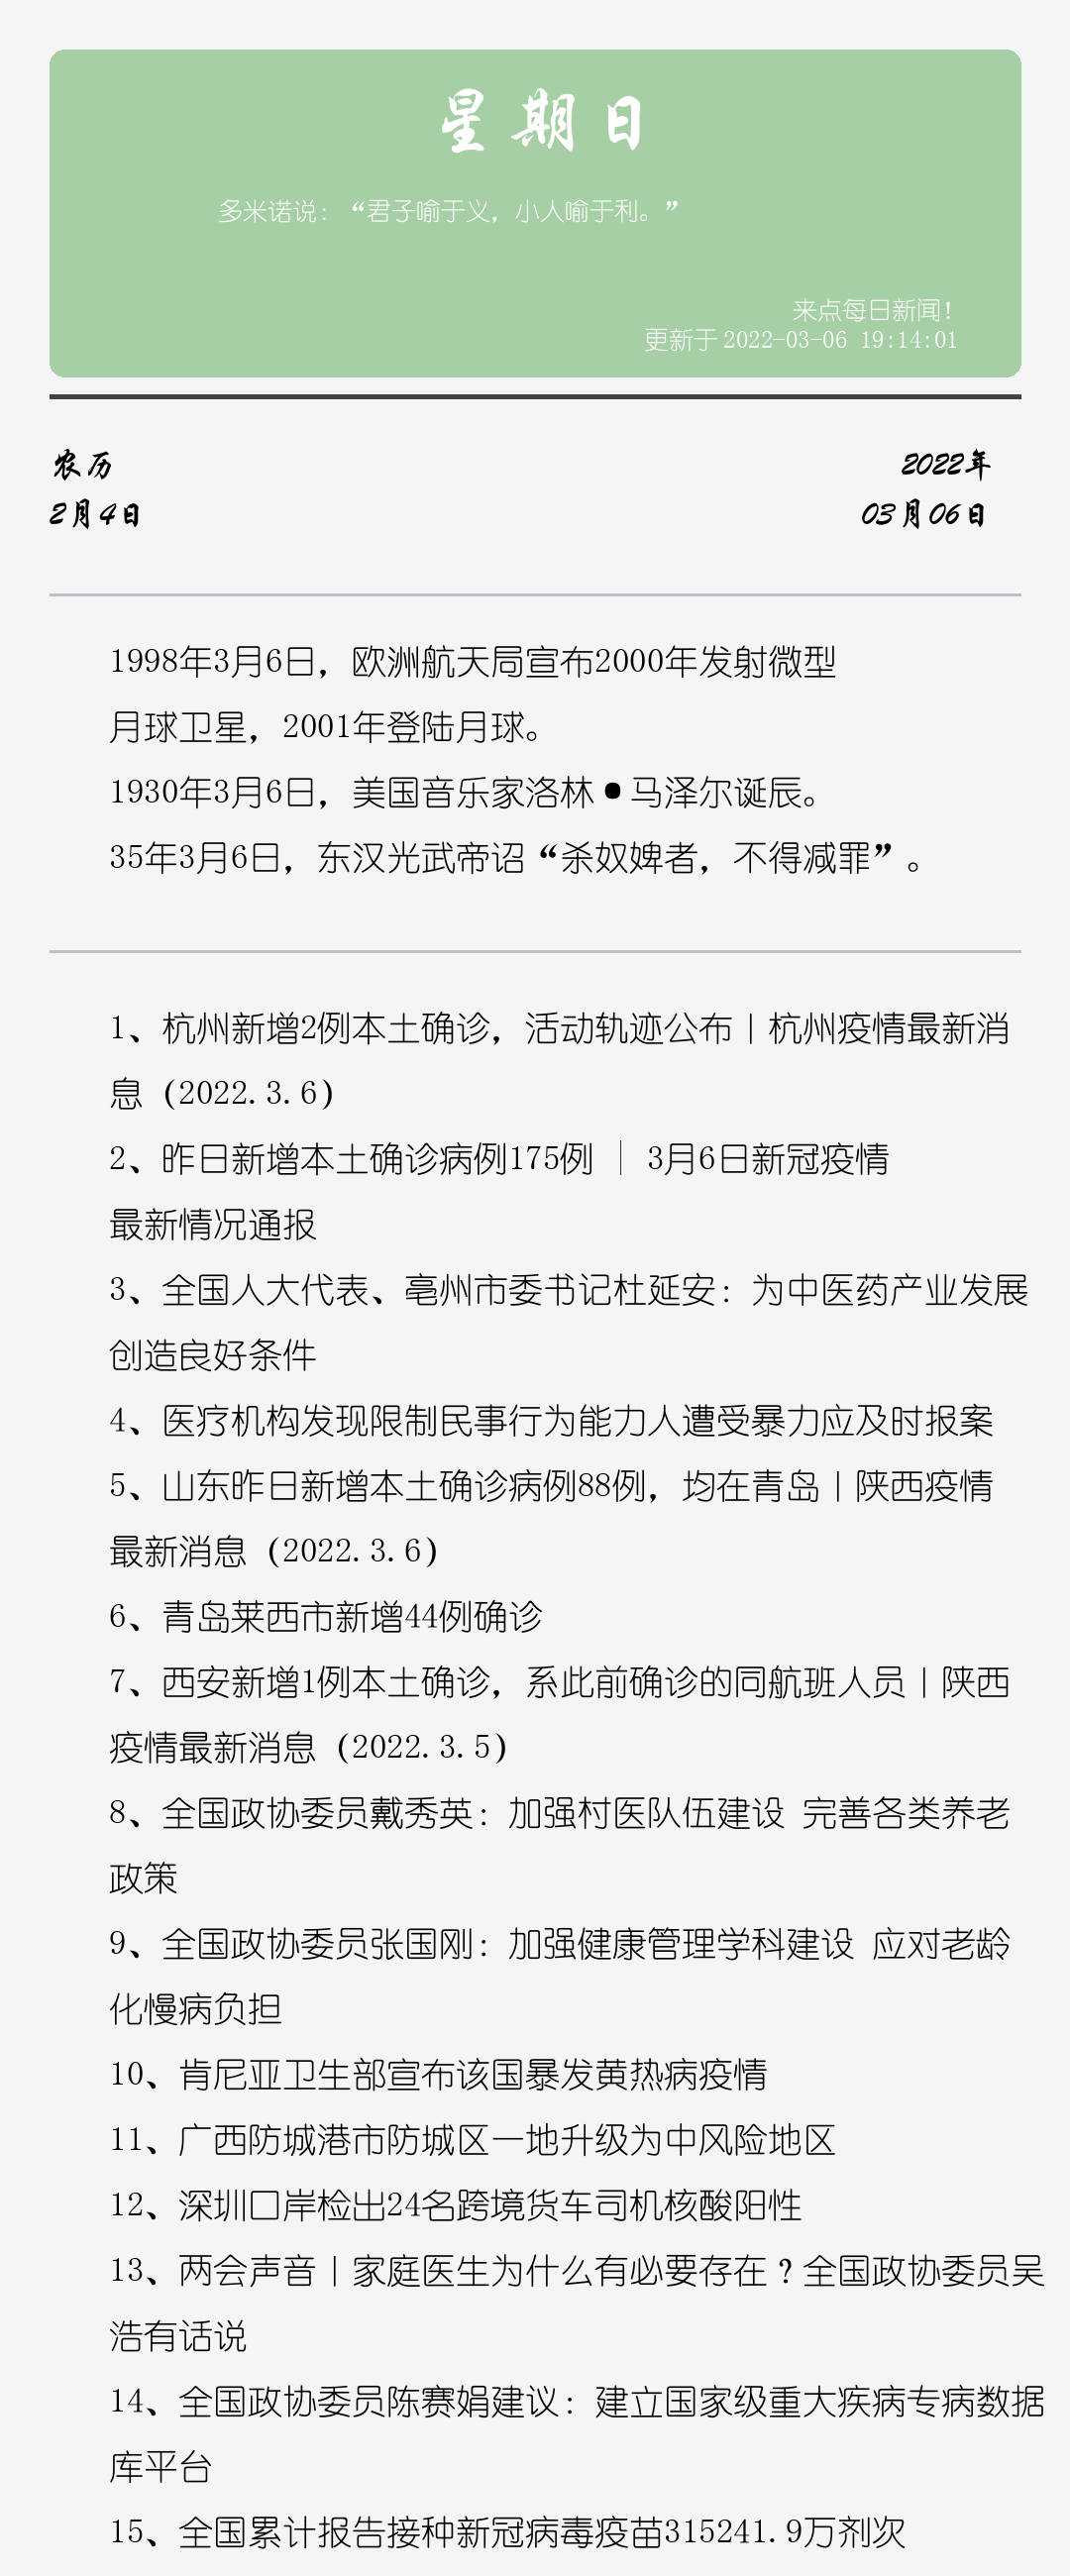 星期日
多米诺说：“君子喻于义，小人喻于利。”
来点每日新闻！
更新于2022-03-06 19:14:01
农历
2022年
2月4日
03月06日
1998年3月6日，欧洲航天局宣布2000年发射微型
月球卫星，2001年登陆月球。
1930年3月6日，美国音乐家洛林•马泽尔诞辰。
35年3月6日，东汉光武帝诏“杀奴婢者，不得减罪”。
1、杭州新增2例本土确诊，活动轨迹公布丨杭州疫情最新消
息（2022.3.6）
2、昨日新增本土确诊病例175例 │ 3月6日新冠疫情
最新情况通报
3、全国人大代表、亳州市委书记杜延安：为中医药产业发展
创造良好条件
4、医疗机构发现限制民事行为能力人遭受暴力应及时报案
5、山东昨日新增本土确诊病例88例，均在青岛丨陕西疫情
最新消息（2022.3.6）
6、青岛莱西市新增44例确诊
7、西安新增1例本土确诊，系此前确诊的同航班人员丨陕西
疫情最新消息（2022.3.5）
8、全国政协委员戴秀英：加强村医队伍建设 完善各类养老
政策
9、全国政协委员张国刚：加强健康管理学科建设 应对老龄
化慢病负担
10、肯尼亚卫生部宣布该国暴发黄热病疫情
11、广西防城港市防城区一地升级为中风险地区
12、深圳口岸检出24名跨境货车司机核酸阳性
13、两会声音丨家庭医生为什么有必要存在？全国政协委员吴
浩有话说
14、全国政协委员陈赛娟建议：建立国家级重大疾病专病数据
库平台
15、全国累计报告接种新冠病毒疫苗315241.9万剂次